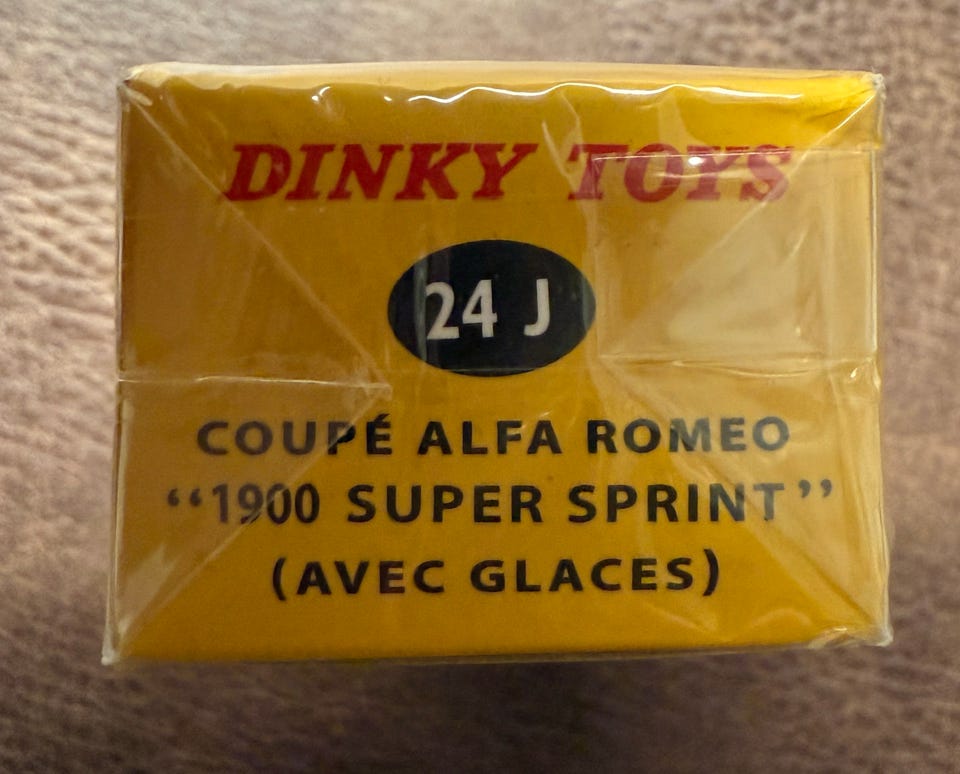 DINKY TOYS
24 J
COUPÉ ALFA ROMEO
“1900 SUPER SPRINT”
(AVEC GLACES)